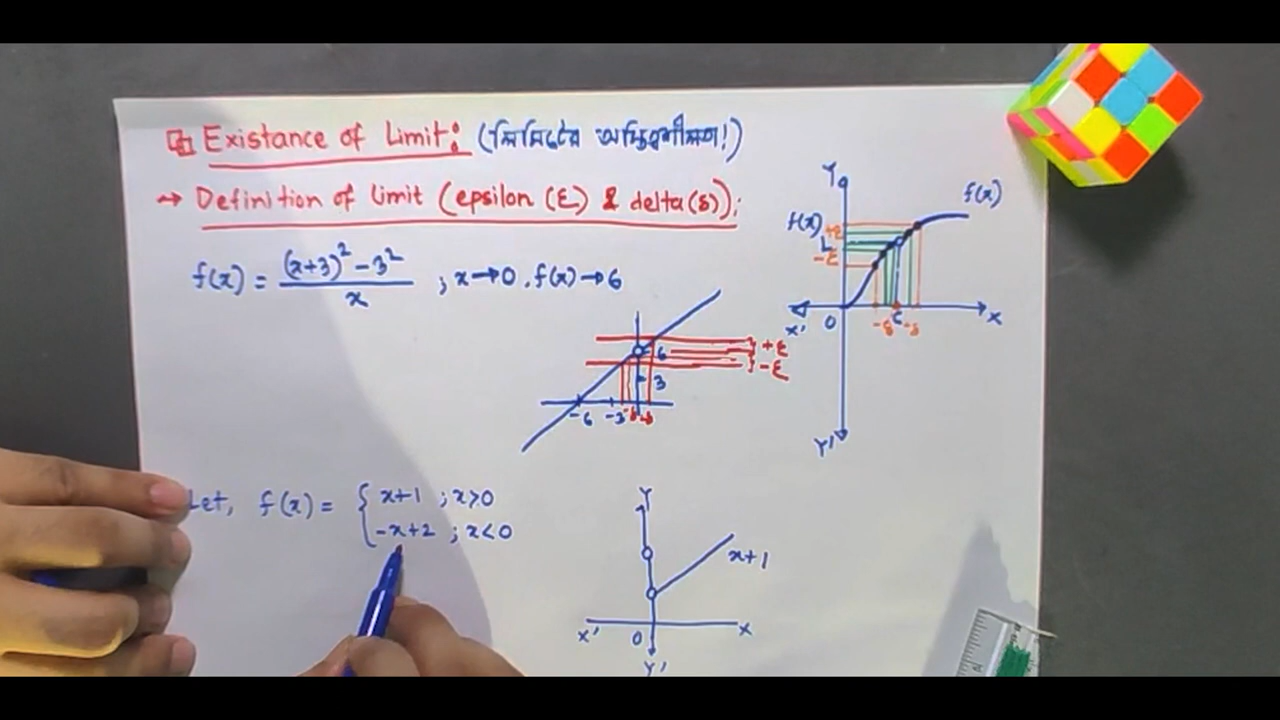 Existance of Limit: (লিমিটের অস্তিত্বশীলতা!)
→ Definition of limit (epsilon (ε) & delta(δ));
f(x) = ((x+3)² − 3²) / x ; x→0 . f(x)→6
Y
f(x)
f(x)
+ε
L
−ε
X'
O
-δ
C
-δ
X
Y'
6
+ε
−ε
3
-6
-3
Let, f(x) = { x+1 ; x>0
−x+2 ; x<0
Y
x+1
X'
O
X
Y'